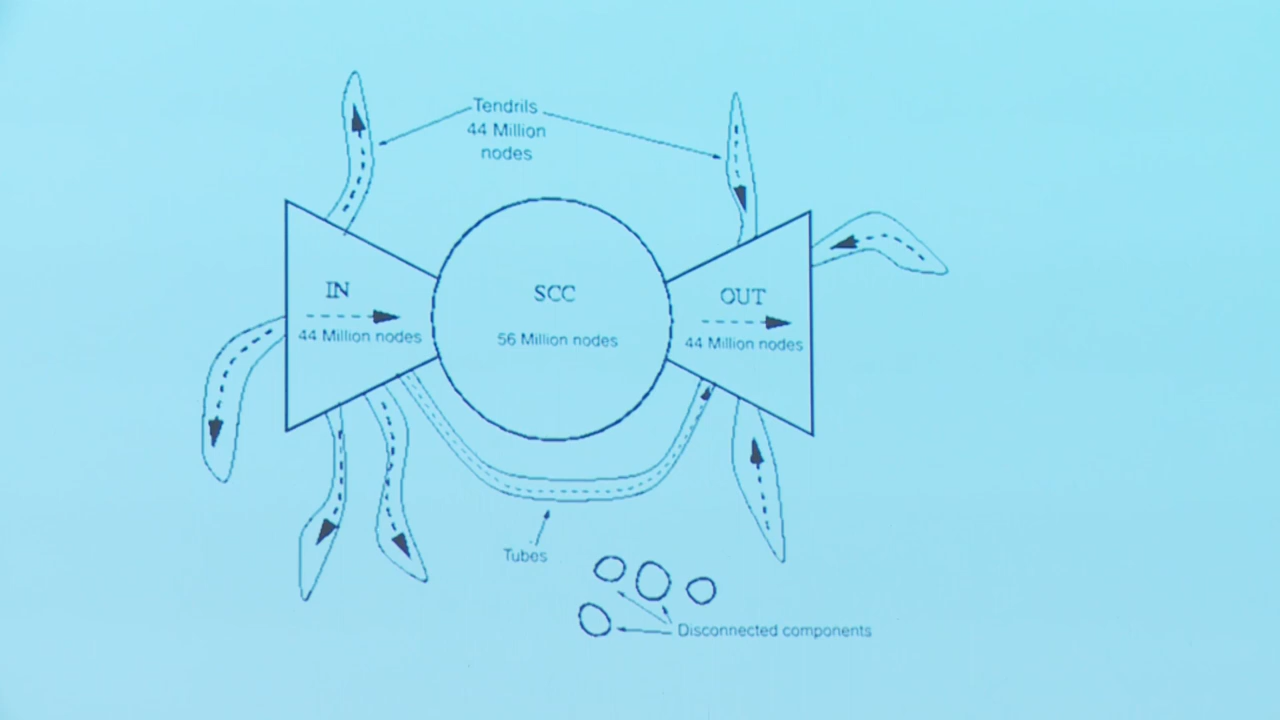 Tendrils
44 Million
nodes
IN
44 Million nodes
SCC
56 Million nodes
OUT
44 Million nodes
Tubes
Disconnected components